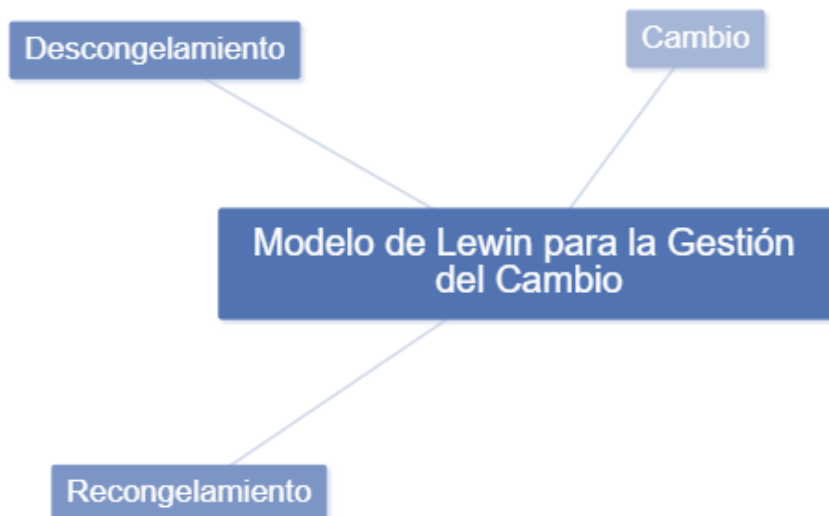 Descongelamiento
Cambio
Modelo de Lewin para la Gestión
del Cambio
Recongelamiento